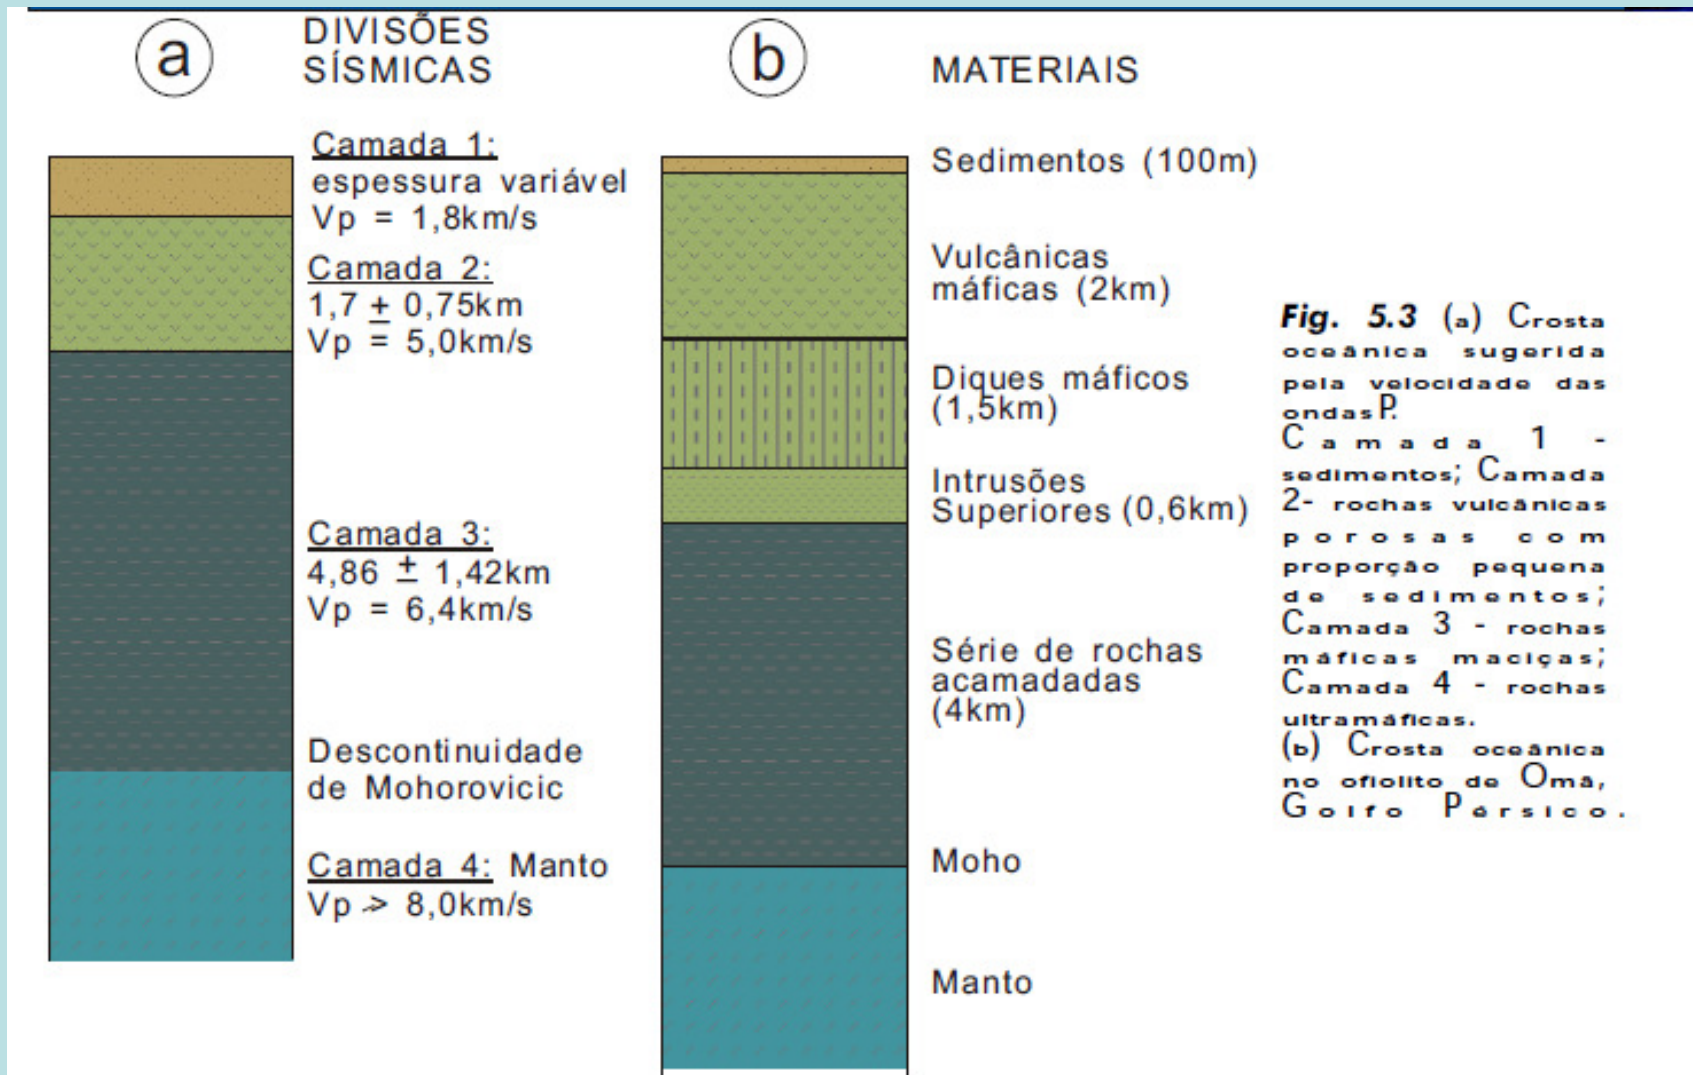 a
DIVISÕES
SÍSMICAS
Camada 1:
espessura variável
Vp = 1,8km/s
Camada 2:
1,7 ± 0,75km
Vp = 5,0km/s
Camada 3:
4,86 ± 1,42km
Vp = 6,4km/s
Descontinuidade
de Mohorovicic
Camada 4: Manto
Vp > 8,0km/s
b
MATERIAIS
Sedimentos (100m)
Vulcânicas
máficas (2km)
Diques máficos
(1,5km)
Intrusões
Superiores (0,6km)
Série de rochas
acamadadas
(4km)
Moho
Manto
Fig. 5.3 (a) Crosta
oceânica sugerida
pela velocidade das
ondas P.
Camada 1 -
sedimentos; Camada
2- rochas vulcânicas
porosas com
proporção pequena
de sedimentos;
Camada 3 - rochas
máficas maciças;
Camada 4 - rochas
ultramáficas.
(b) Crosta oceânica
no ofiolito de Omã,
Golfo Pérsico.